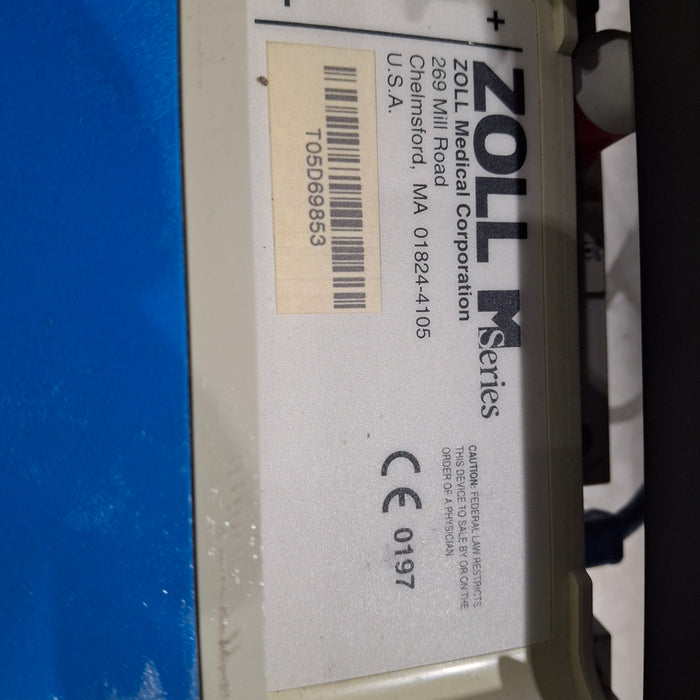 ZOLL M Series
ZOLL Medical Corporation
269 Mill Road
Chelmsford, MA 01824-4105
U.S.A.
T05D69853
+
-
CAUTION: FEDERAL LAW RESTRICTS
THIS DEVICE TO SALE BY OR ON THE
ORDER OF A PHYSICIAN.
CE 0197